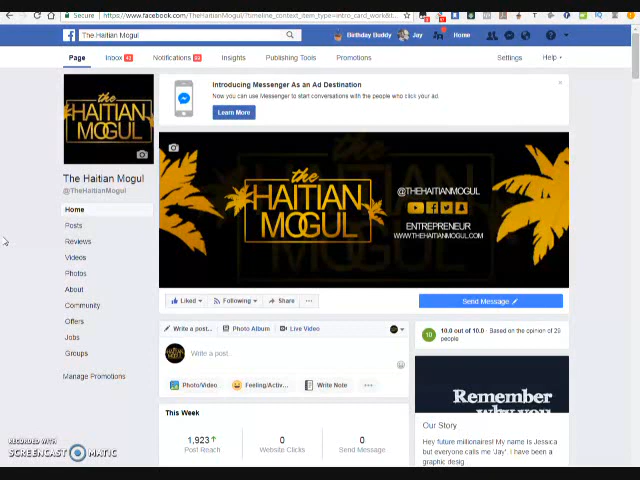 Secure | https://www.facebook.com/TheHaitianMogul/?timeline_context_item_type=intro_card_work&t
The Haitian Mogul
Birthday Buddy
Jay
Home
Page
Inbox
Notifications
Insights
Publishing Tools
Promotions
Settings
Help
Introducing Messenger As an Ad Destination
Now you can use Messenger to start conversations with the people who click your ad.
Learn More
the
HAITIAN
MOGUL
the
HAITIAN
MOGUL
@THEHAITIANMOGUL
ENTREPRENEUR
WWW.THEHAITIANMOGUL.COM
The Haitian Mogul
@TheHaitianMogul
Home
Posts
Reviews
Videos
Photos
About
Community
Offers
Jobs
Groups
Manage Promotions
Liked
Following
Share
Send Message
Write a post...
Photo/Album
Live Video
Write a post.
Photo/Video
Feeling/Activ...
Write Note
10 10.0 out of 10.0 · Based on the opinion of 29
people
This Week
1,923
Post Reach
0
Website Clicks
0
Send Message
Remember
why you
Our Story
Hey future millionaires! My name is Jessica
but everyone calls me 'Jay'. I have been a
graphic desig
RECORDED WITH
SCREENCAST MATIC